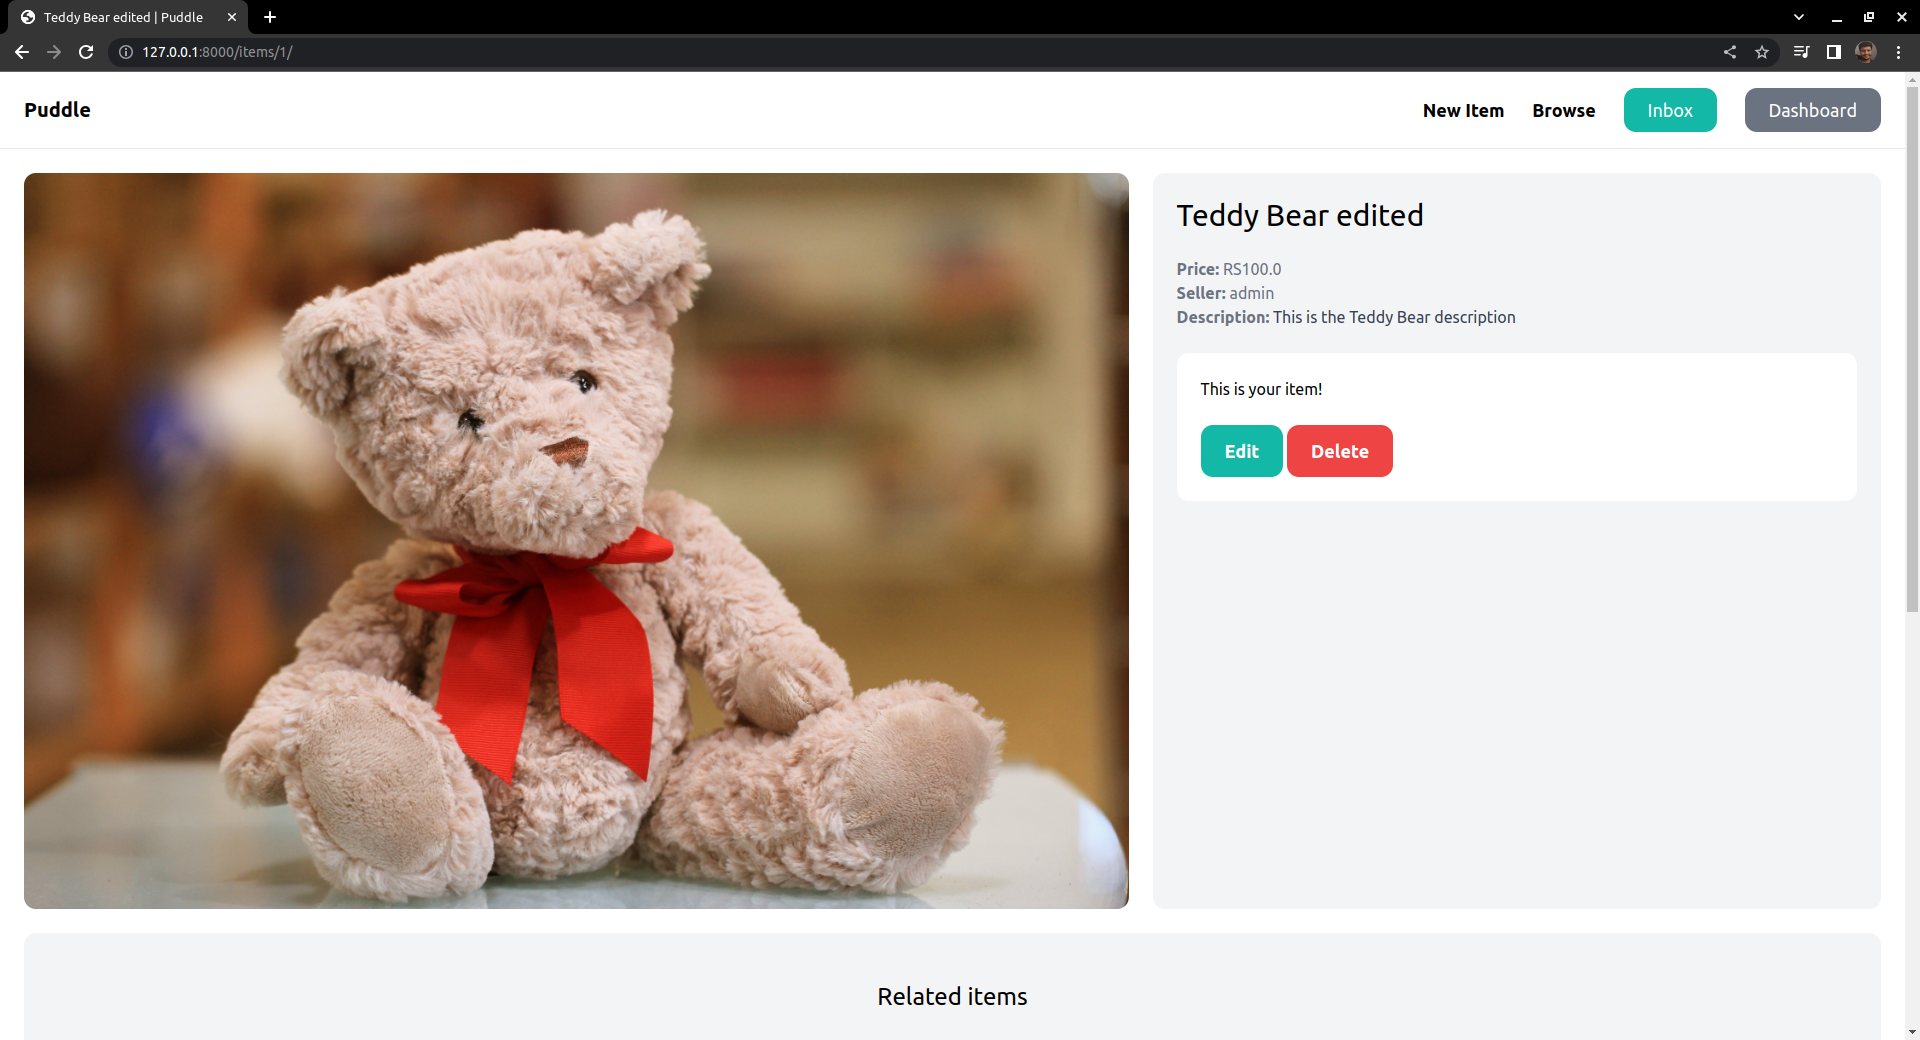 Teddy Bear edited | Puddle
127.0.0.1:8000/items/1/
Puddle
New Item
Browse
Inbox
Dashboard
Teddy Bear edited
Price: RS100.0
Seller: admin
Description: This is the Teddy Bear description
This is your item!
Edit
Delete
Related items